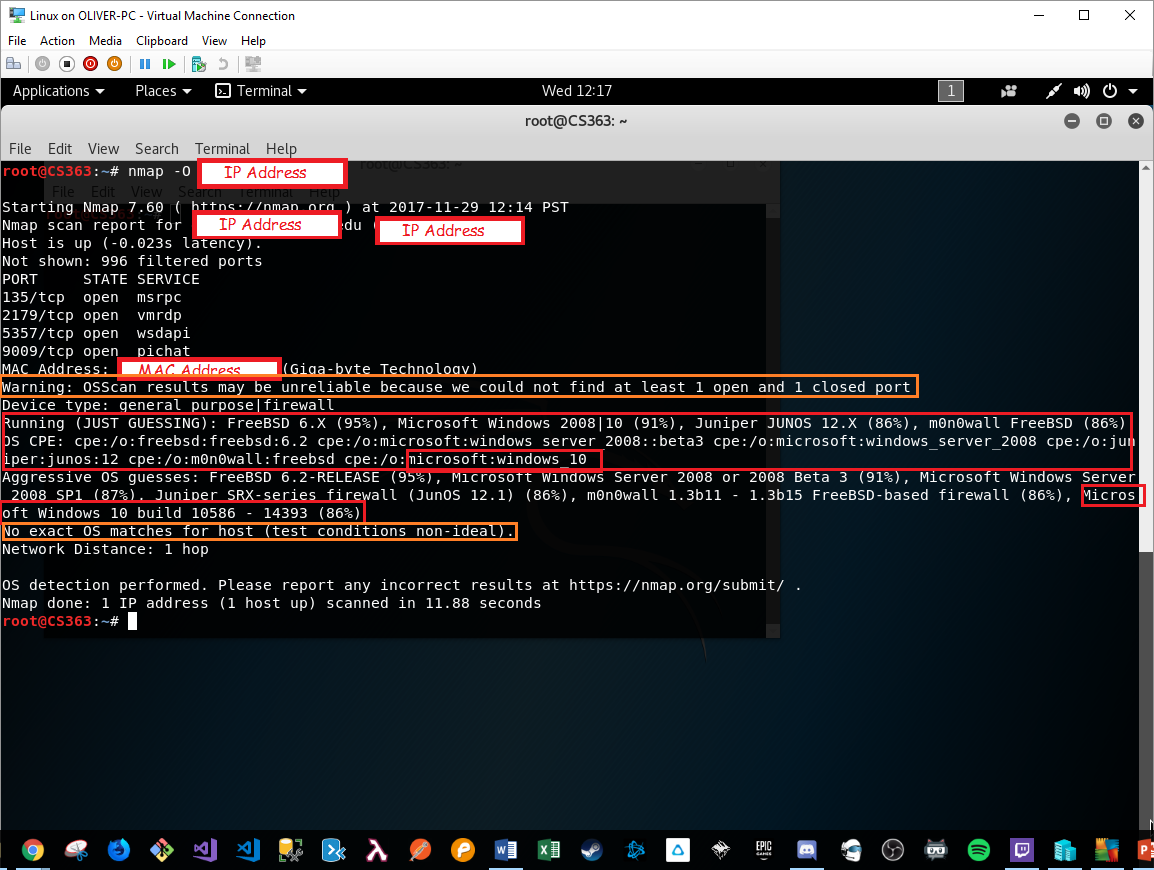 Linux on OLIVER-PC - Virtual Machine Connection
File Action Media Clipboard View Help
Applications Places Terminal Wed 12:17 1
root@CS363: ~
File Edit View Search Terminal Help
root@CS363:~# nmap -O IP Address
File Edit View Search Terminal Help
Starting Nmap 7.60 ( https://nmap.org ) at 2017-11-29 12:14 PST
Nmap scan report for IP Address edu ( IP Address
Host is up (-0.023s latency).
Not shown: 996 filtered ports
PORT STATE SERVICE
135/tcp open msrpc
2179/tcp open vmrdp
5357/tcp open wsdapi
9009/tcp open pichat
MAC Address: MAC Address (Giga-byte Technology)
Warning: OSScan results may be unreliable because we could not find at least 1 open and 1 closed port
Device type: general purpose|firewall
Running (JUST GUESSING): FreeBSD 6.X (95%), Microsoft Windows 2008|10 (91%), Juniper JUNOS 12.X (86%), m0n0wall FreeBSD (86%)
OS CPE: cpe:/o:freebsd:freebsd:6.2 cpe:/o:microsoft:windows_server_2008::beta3 cpe:/o:microsoft:windows_server_2008 cpe:/o:jun
iper:junos:12 cpe:/o:m0n0wall:freebsd cpe:/o:microsoft:windows_10
Aggressive OS guesses: FreeBSD 6.2-RELEASE (95%), Microsoft Windows Server 2008 or 2008 Beta 3 (91%), Microsoft Windows Server
2008 SP1 (87%), Juniper SRX-series firewall (JunOS 12.1) (86%), m0n0wall 1.3b11 - 1.3b15 FreeBSD-based firewall (86%), Micros
oft Windows 10 build 10586 - 14393 (86%)
No exact OS matches for host (test conditions non-ideal).
Network Distance: 1 hop
OS detection performed. Please report any incorrect results at https://nmap.org/submit/ .
Nmap done: 1 IP address (1 host up) scanned in 11.88 seconds
root@CS363:~#
EPIC
GAMES